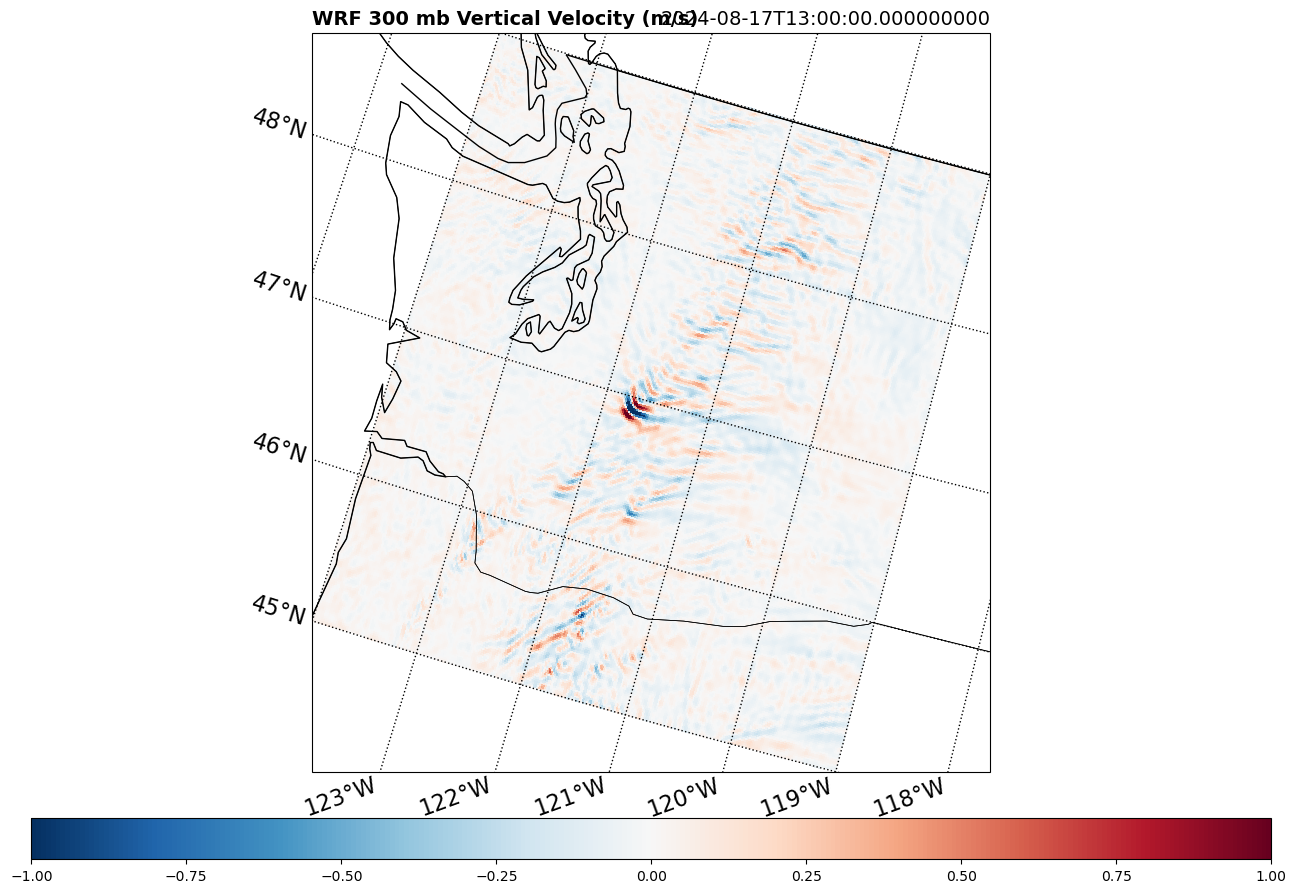 WRF 300 mb Vertical Velocity (m/s)
2024-08-17T13:00:00.000000000
48°N
47°N
46°N
45°N
123°W 122°W 121°W 120°W 119°W 118°W
−1.00 −0.75 −0.50 −0.25 0.00 0.25 0.50 0.75 1.00